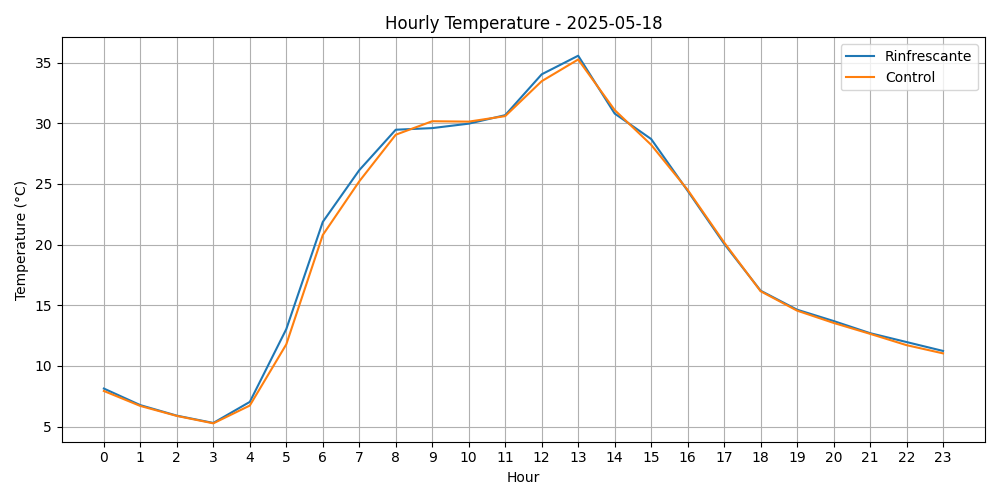 Hourly Temperature - 2025-05-18
Rinfrescante
Control
Temperature (°C)
35
30
25
20
15
10
5
0 1 2 3 4 5 6 7 8 9 10 11 12 13 14 15 16 17 18 19 20 21 22 23
Hour